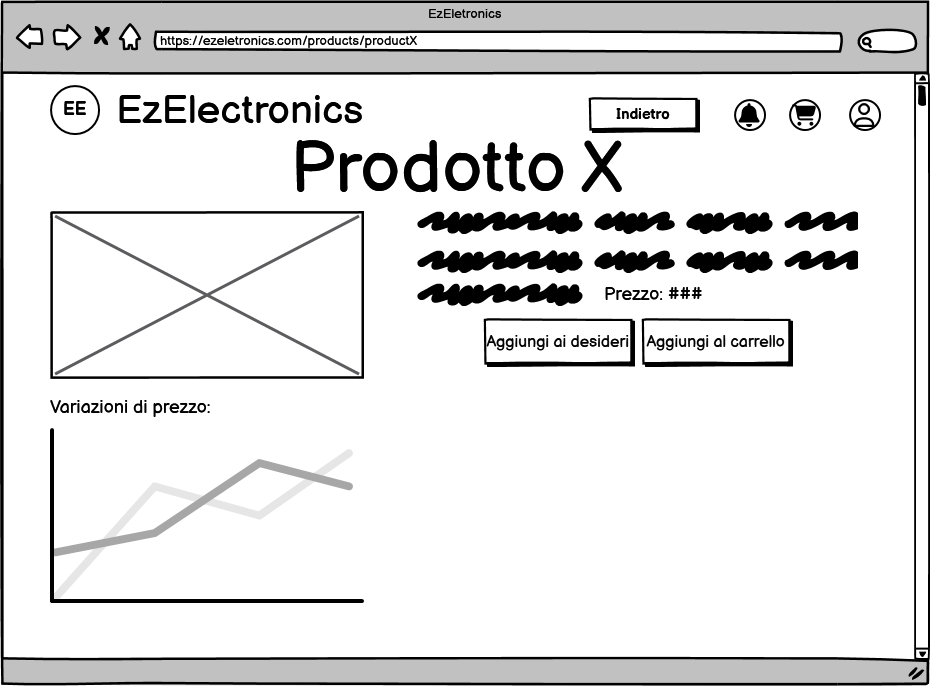 EzEletronics
https://ezeletronics.com/products/productX
EE
EzElectronics
Indietro
Prodotto X
Prezzo: ###
Aggiungi ai desideri
Aggiungi al carrello
Variazioni di prezzo: